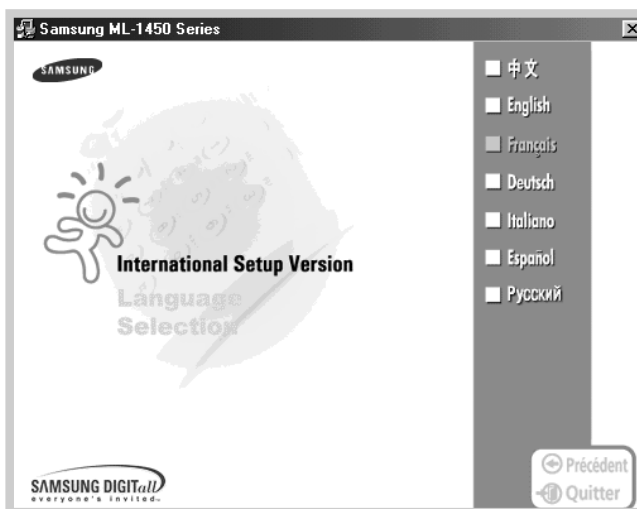 Samsung ML-1450 Series
SAMSUNG
中文
English
Français
Deutsch
Italiano
Español
Русский
International Setup Version
Language
Selection
SAMSUNG DIGITall
everyone's invited™
Précédent
Quitter